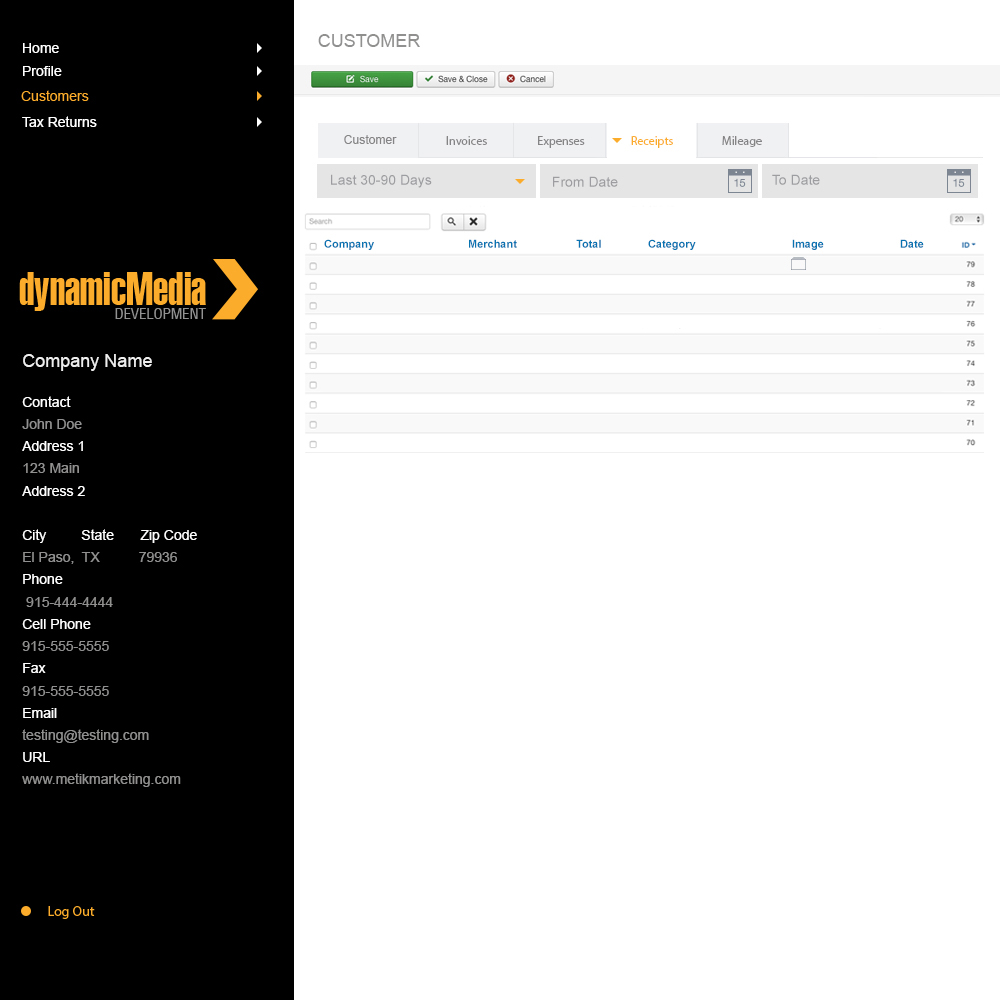 Home
Profile
Customers
Tax Returns
dynamicMedia
DEVELOPMENT
Company Name
Contact
John Doe
Address 1
123 Main
Address 2
City State Zip Code
El Paso, TX 79936
Phone
915-444-4444
Cell Phone
915-555-5555
Fax
915-555-5555
Email
testing@testing.com
URL
www.metikmarketing.com
Log Out
CUSTOMER
Save Save & Close Cancel
Customer Invoices Expenses Receipts Mileage
Last 30-90 Days From Date 15 To Date 15
Search 20
Company Merchant Total Category Image Date ID
79
78
77
76
75
74
73
72
71
70